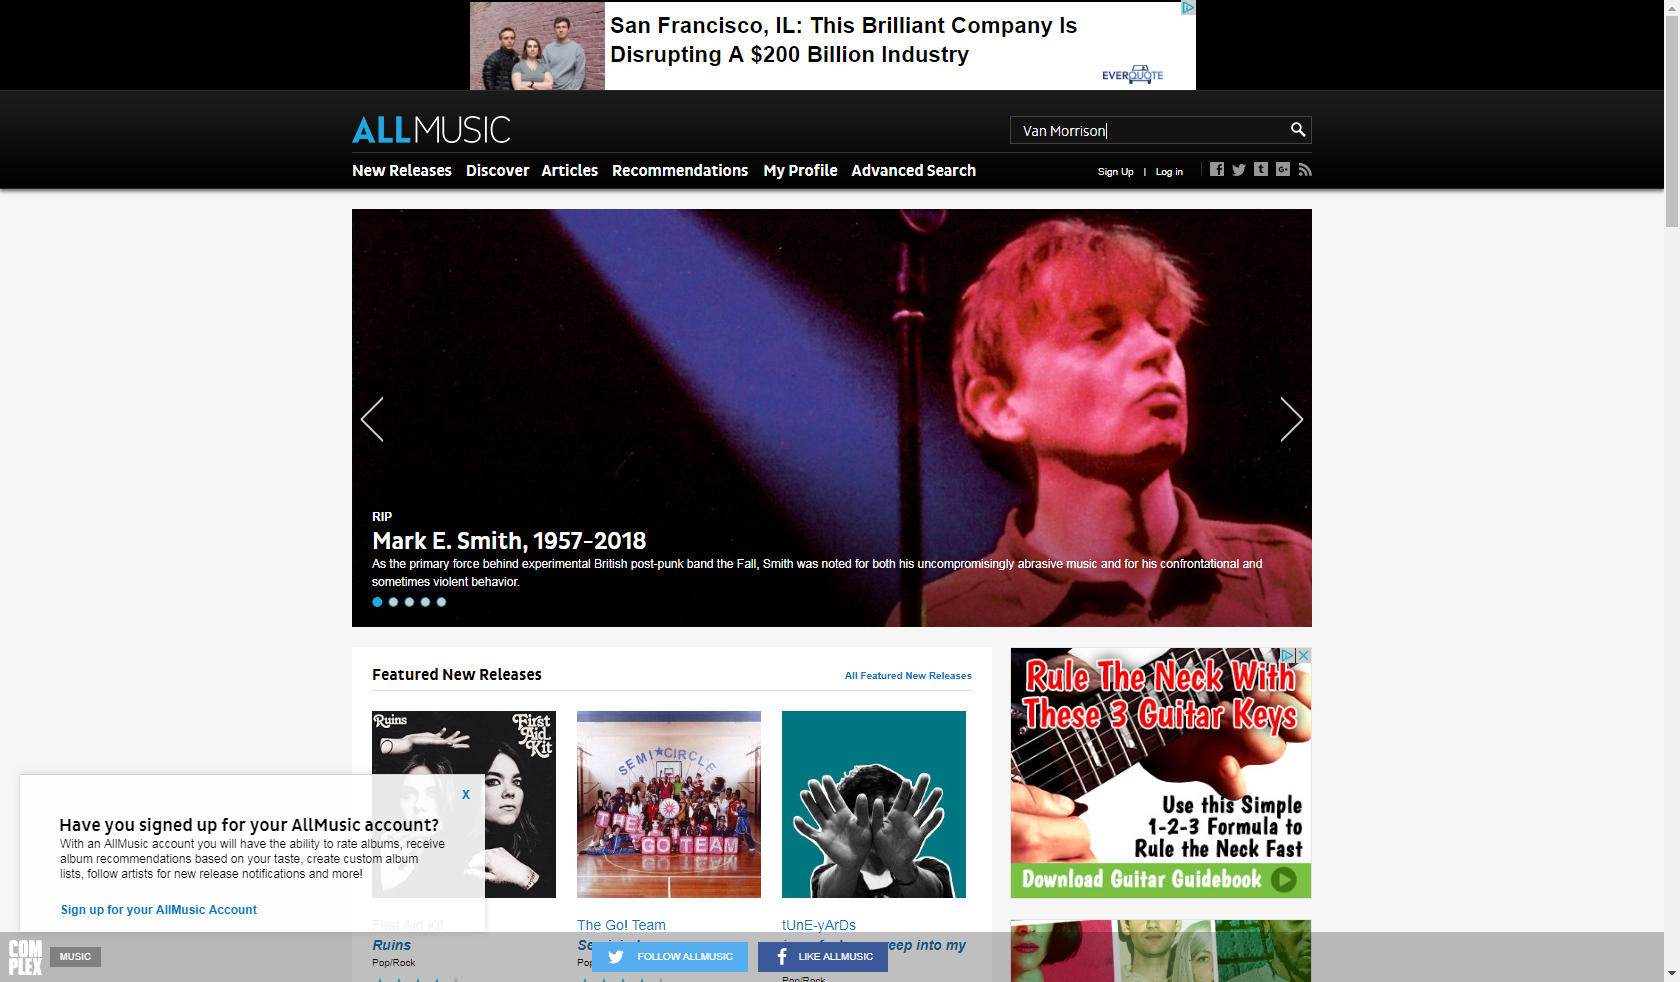 San Francisco, IL: This Brilliant Company Is
Disrupting A $200 Billion Industry
EVERQUOTE
ALLMUSIC
Van Morrison
New Releases Discover Articles Recommendations My Profile Advanced Search
Sign Up | Log in
RIP
Mark E. Smith, 1957-2018
As the primary force behind experimental British post-punk band the Fall, Smith was noted for both his uncompromisingly abrasive music and for his confrontational and
sometimes violent behavior.
Featured New Releases
All Featured New Releases
Ruins
First
Aid
Kit
SEMI★CIRCLE
THE
GO! TEAM
Rule The Neck With
These 3 Guitar Keys
Use this Simple
1-2-3 Formula to
Rule the Neck Fast
Download Guitar Guidebook
X
Have you signed up for your AllMusic account?
With an AllMusic account you will have the ability to rate albums, receive
album recommendations based on your taste, create custom album
lists, follow artists for new release notifications and more!
Sign up for your AllMusic Account
First Aid Kit
Ruins
Pop/Rock
The Go! Team
tUnE-yArDs
eep into my
Pop/Rock
COMPLEX
MUSIC
FOLLOW ALLMUSIC
LIKE ALLMUSIC